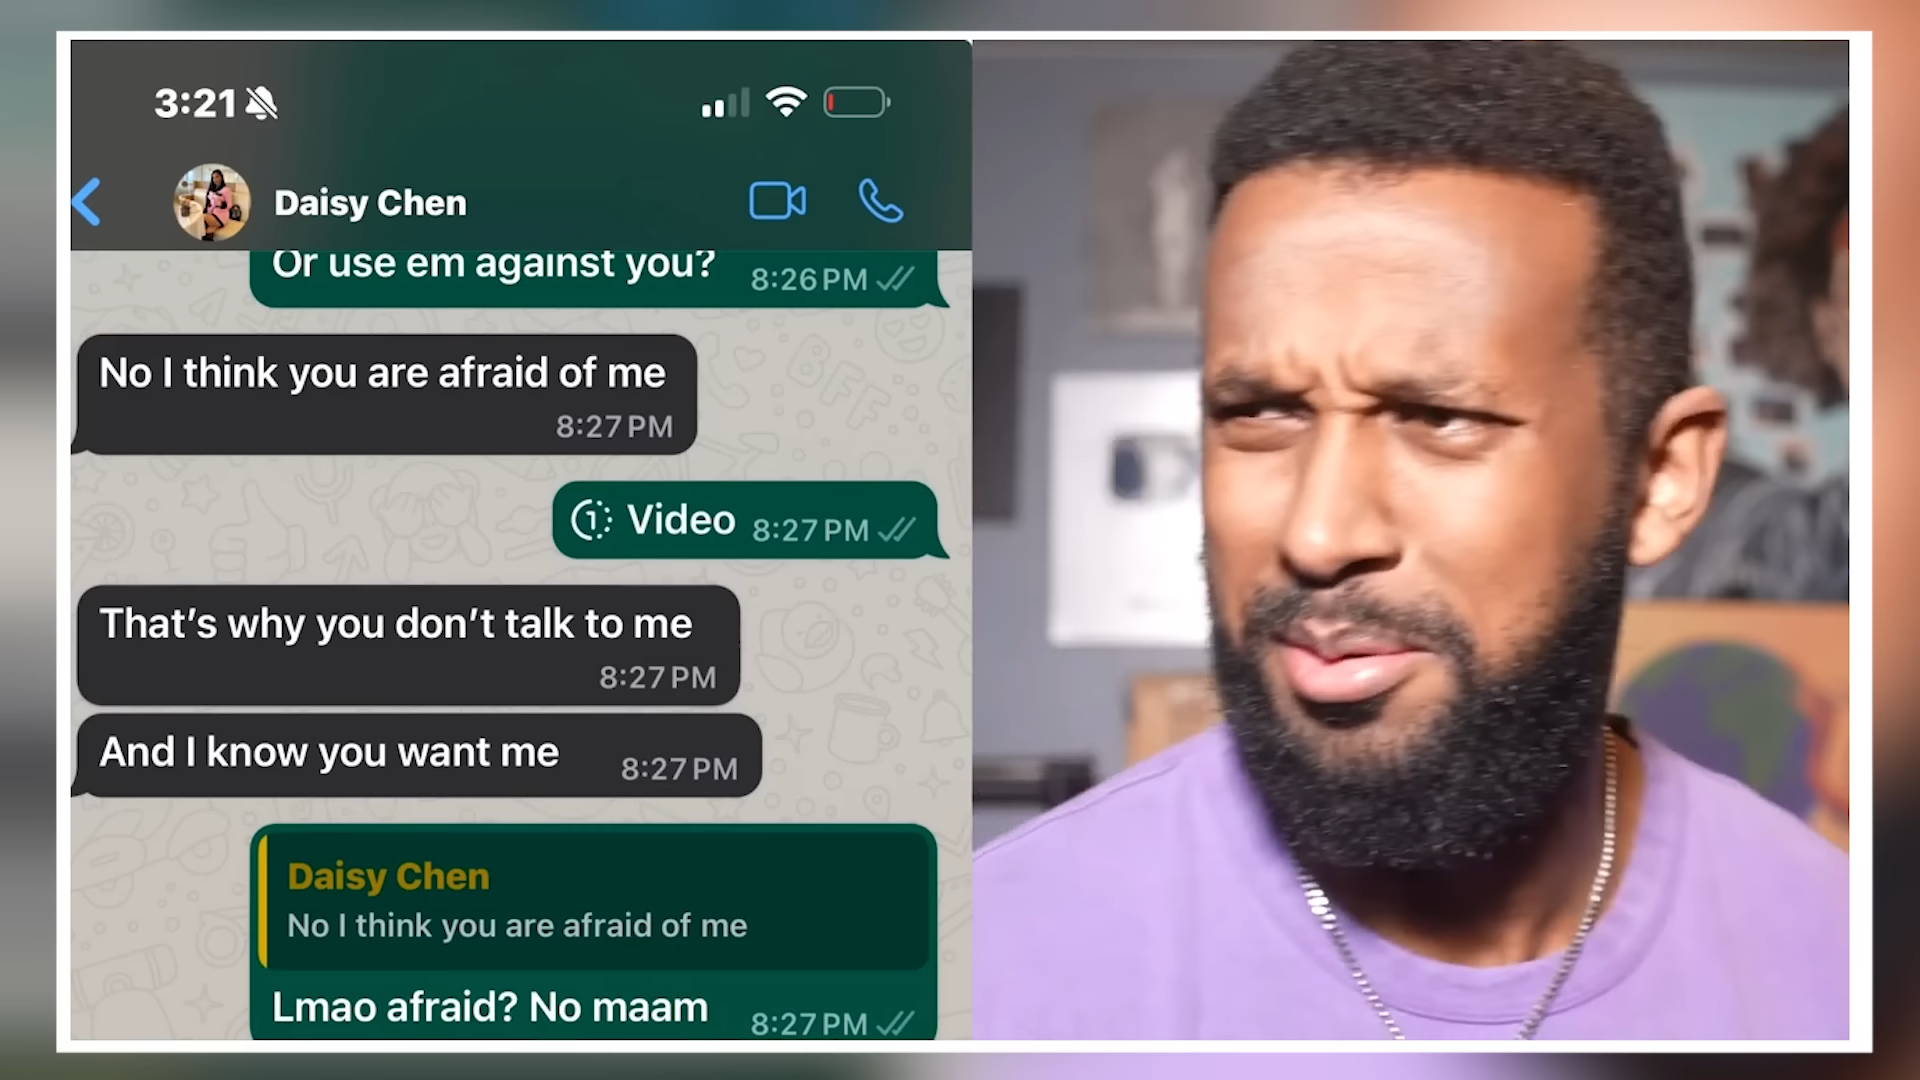 3:21
Daisy Chen
Or use em against you?
8:26 PM
No I think you are afraid of me
8:27 PM
1 Video 8:27 PM
That's why you don't talk to me
8:27 PM
And I know you want me 8:27 PM
Daisy Chen
No I think you are afraid of me
Lmao afraid? No maam 8:27 PM
BFF